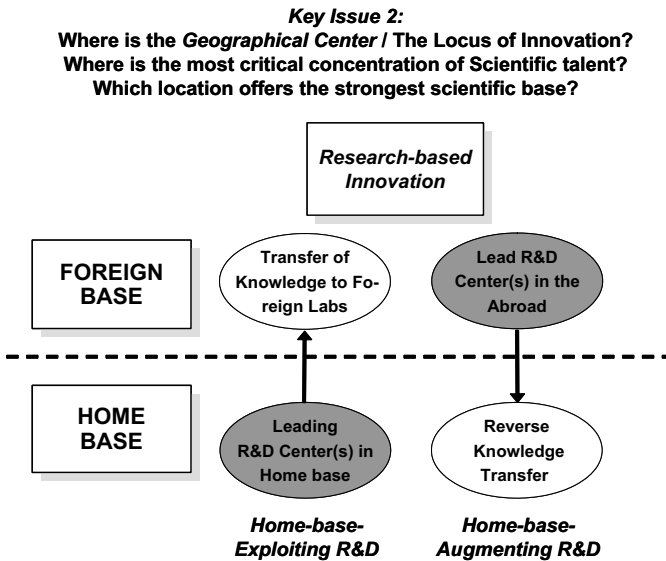 Key Issue 2:
Where is the Geographical Center / The Locus of Innovation?
Where is the most critical concentration of Scientific talent?
Which location offers the strongest scientific base?
Research-based
Innovation
FOREIGN
BASE
Transfer of
Knowledge to Fo-
reign Labs
Lead R&D
Center(s) in the
Abroad
HOME
BASE
Leading
R&D Center(s) in
Home base
Reverse
Knowledge
Transfer
Home-base-
Exploiting R&D
Home-base-
Augmenting R&D